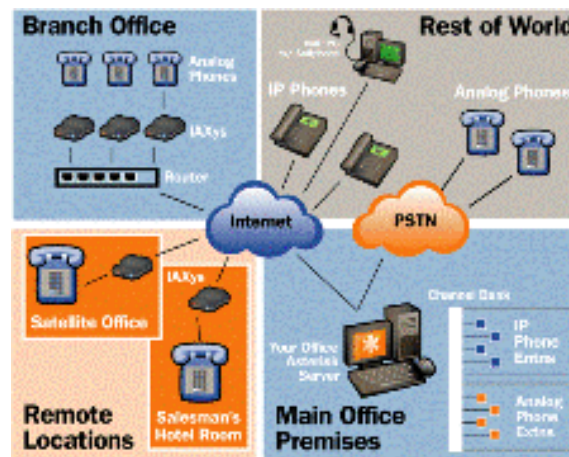 Branch Office
Analog
Phones
IAXys
Router
Rest of World
IP Phones
Analog Phones
Internet
PSTN
IAXys
Satellite Office
Salesman's
Hotel Room
Remote
Locations
Your Office
Asterisk
Server
Main Office
Premises
Channel Bank
IP
Phone
Extns
Analog
Phone
Extns